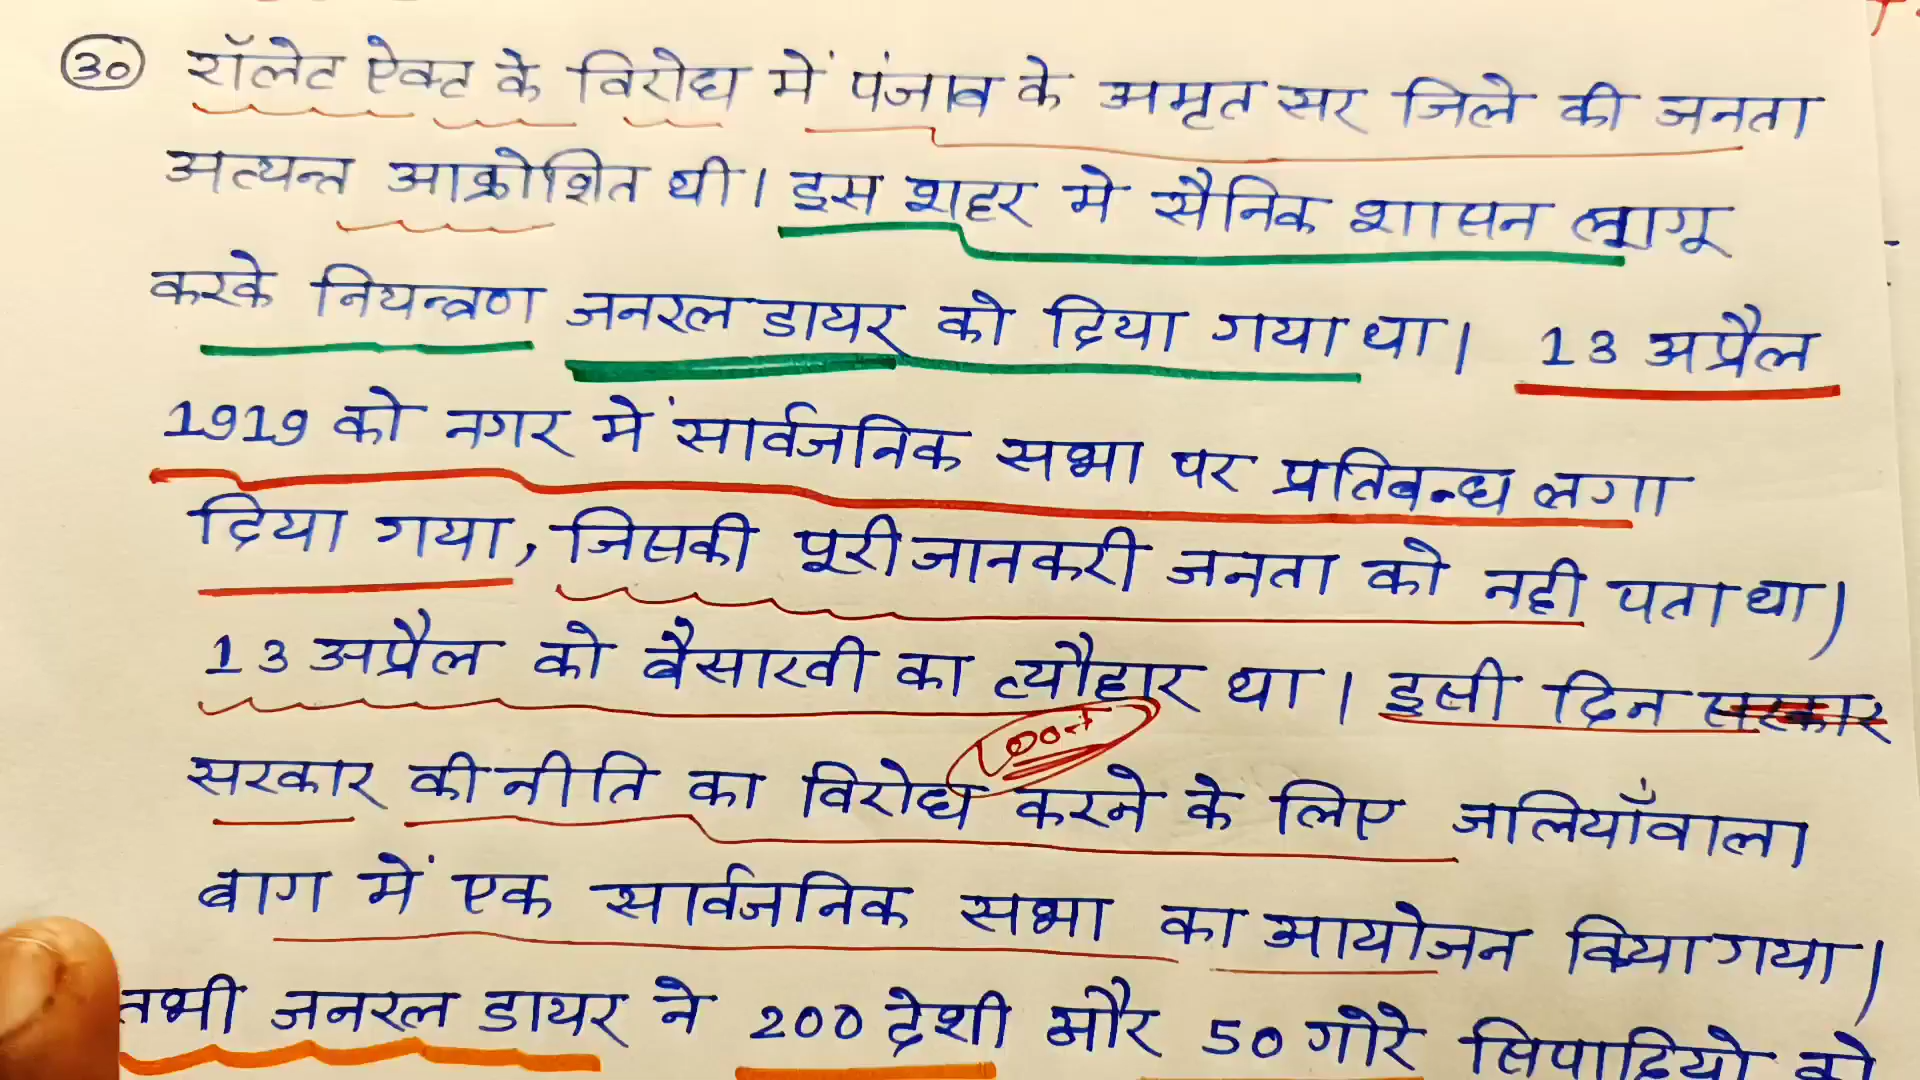 30 रॉलेट ऐक्ट के विरोध में पंजाब के अमृतसर जिले की जनता
अत्यन्त आक्रोशित थी। इस शहर मे सैनिक शासन लागू
करके नियन्त्रण जनरल डायर को दिया गया था। 13 अप्रैल
1919 को नगर में सार्वजनिक सभा पर प्रतिबन्ध लगा
दिया गया, जिसकी पूरी जानकरी जनता को नही पता था।
13 अप्रैल को बैसाखी का त्यौहार था। इसी दिन सरकार
सरकार की नीति का विरोध करने के लिए जलियाँवाला
बाग में एक सार्वजनिक सभा का आयोजन किया गया।
तभी जनरल डायर ने 200 देशी और 50 गोरे सिपाहियो को